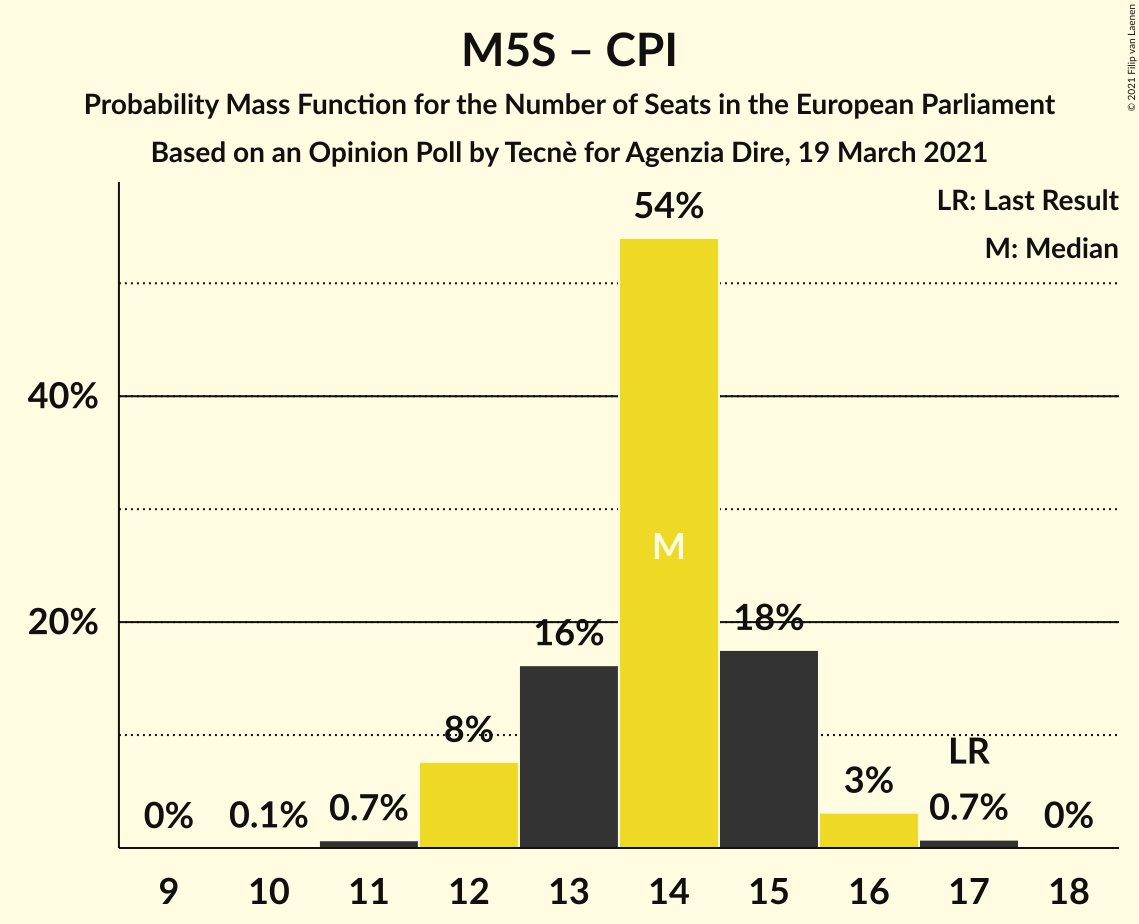 M5S – CPI
Probability Mass Function for the Number of Seats in the European Parliament
Based on an Opinion Poll by Tecnè for Agenzia Dire, 19 March 2021
© 2021 Filip van Laenen
LR: Last Result
M: Median
54%
40%
M
20%
16%
18%
8%
LR
3%
0%
0.1%
0.7%
0.7%
0%
9 10 11 12 13 14 15 16 17 18